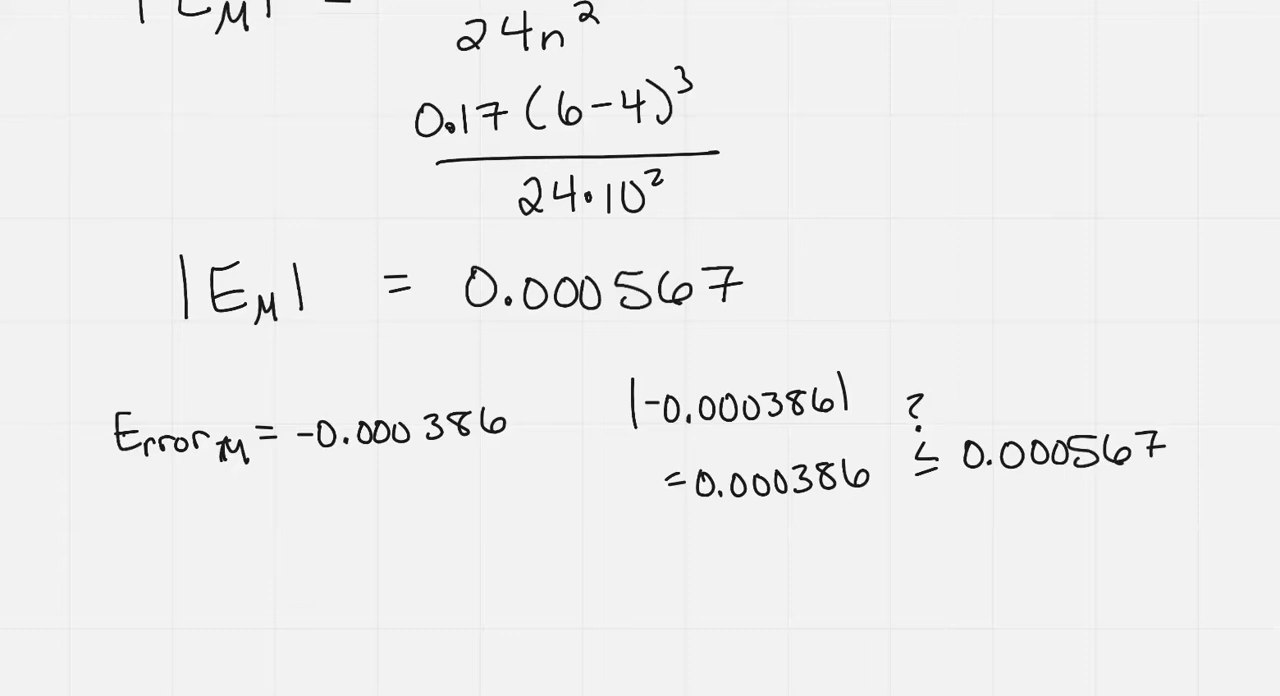 |E_M| =
24n²
0.17(6-4)³
24·10²
|E_M| = 0.000567
Error_M = -0.000386
|-0.000386|
= 0.000386 ≤? 0.000567